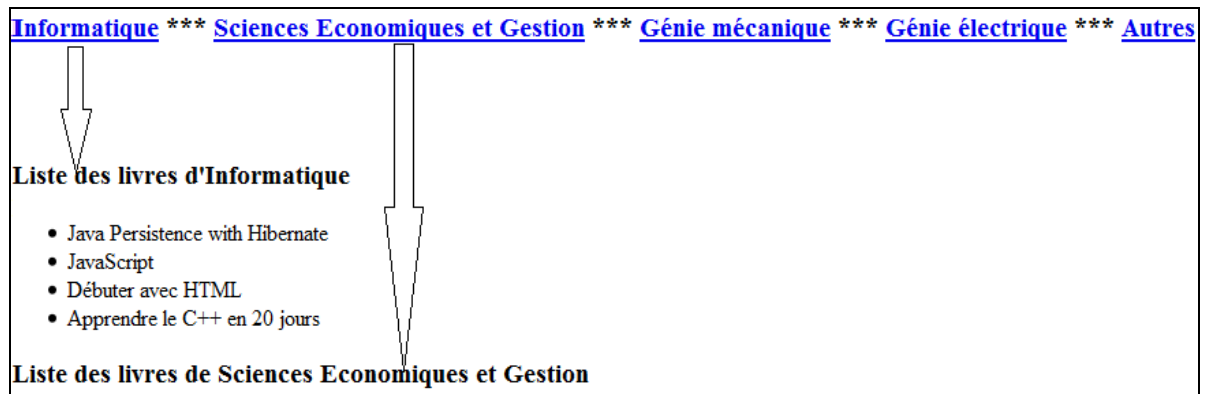 Informatique *** Sciences Economiques et Gestion *** Génie mécanique *** Génie électrique *** Autres
Liste des livres d'Informatique
• Java Persistence with Hibernate
• JavaScript
• Débuter avec HTML
• Apprendre le C++ en 20 jours
Liste des livres de Sciences Economiques et Gestion